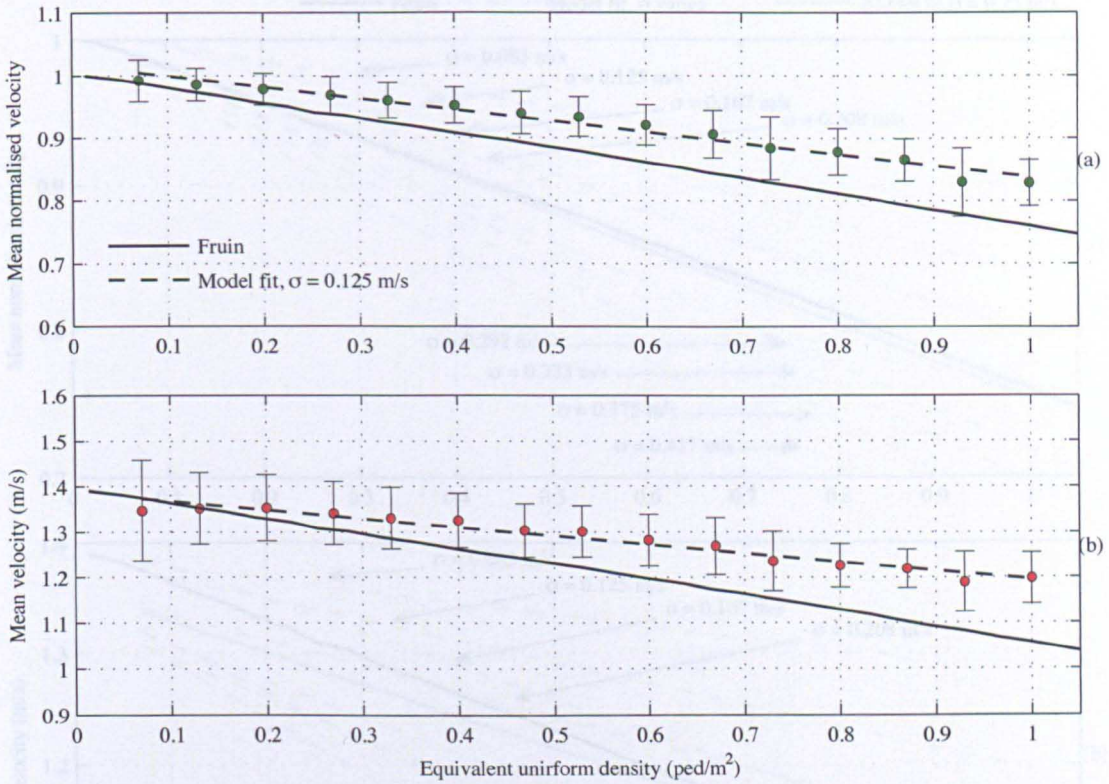 1.1
1
0.9
0.8
0.7
0.6
Mean normalised velocity
Fruin
Model fit, σ = 0.125 m/s
(a)
0 0.1 0.2 0.3 0.4 0.5 0.6 0.7 0.8 0.9 1
1.6
1.5
1.4
1.3
1.2
1.1
1
0.9
Mean velocity (m/s)
(b)
0 0.1 0.2 0.3 0.4 0.5 0.6 0.7 0.8 0.9 1
Equivalent unirform density (ped/m²)